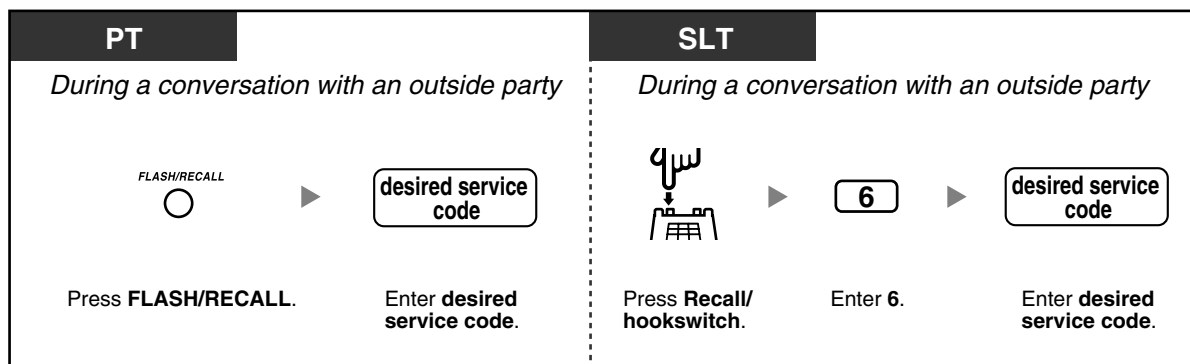 PT
During a conversation with an outside party
FLASH/RECALL
desired service
code
Press FLASH/RECALL.
Enter desired
service code.
SLT
During a conversation with an outside party
6
desired service
code
Press Recall/
hookswitch.
Enter 6.
Enter desired
service code.